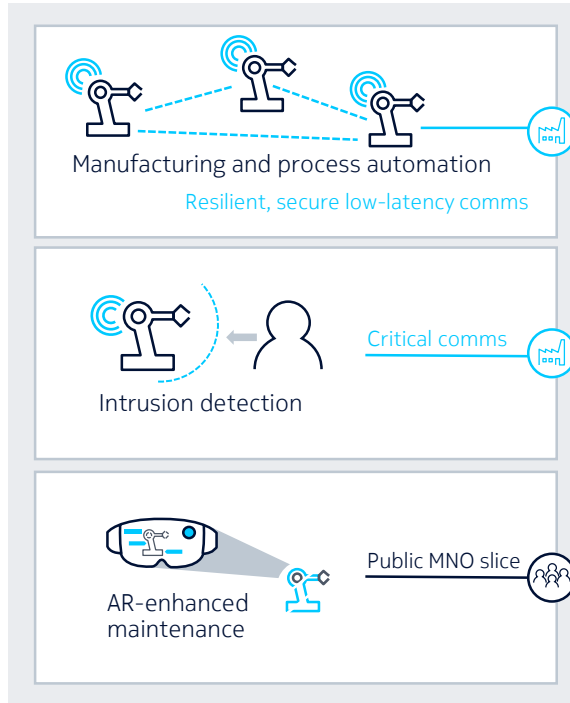 Manufacturing and process automation
Resilient, secure low-latency comms
Critical comms
Intrusion detection
Public MNO slice
AR-enhanced
maintenance